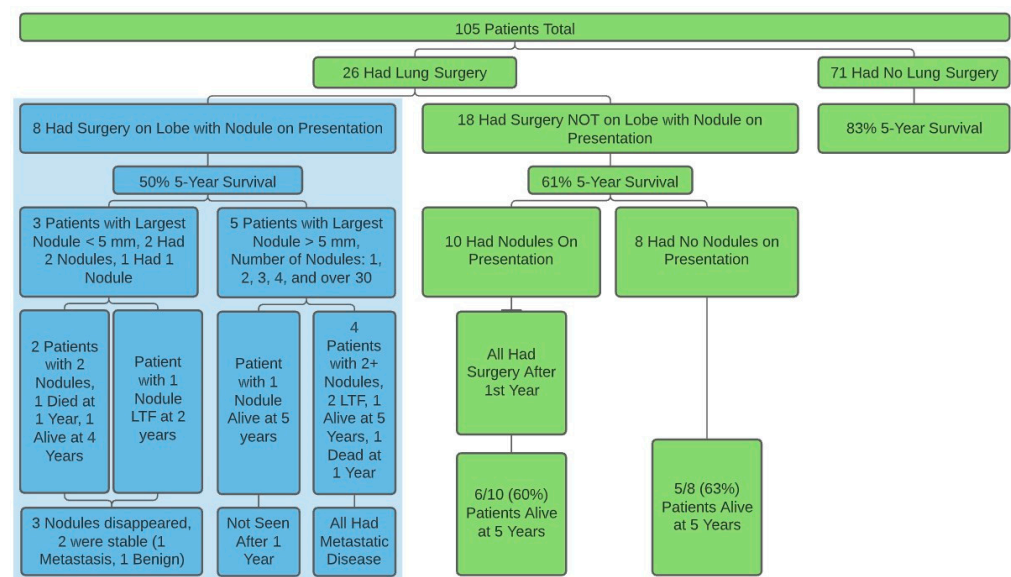 105 Patients Total
26 Had Lung Surgery
71 Had No Lung Surgery
8 Had Surgery on Lobe with Nodule on Presentation
18 Had Surgery NOT on Lobe with Nodule on
Presentation
83% 5-Year Survival
50% 5-Year Survival
61% 5-Year Survival
3 Patients with Largest
Nodule < 5 mm, 2 Had
2 Nodules, 1 Had 1
Nodule
5 Patients with Largest
Nodule > 5 mm,
Number of Nodules: 1,
2, 3, 4, and over 30
10 Had Nodules On
Presentation
8 Had No Nodules on
Presentation
2 Patients
with 2
Nodules,
1 Died at
1 Year, 1
Alive at 4
Years
Patient
with 1
Nodule
LTF at 2
years
Patient
with 1
Nodule
Alive at 5
years
4
Patients
with 2+
Nodules,
2 LTF, 1
Alive at 5
Years, 1
Dead at
1 Year
All Had
Surgery After
1st Year
3 Nodules disappeared,
2 were stable (1
Metastasis, 1 Benign)
Not Seen
After 1
Year
All Had
Metastatic
Disease
6/10 (60%)
Patients Alive
at 5 Years
5/8 (63%)
Patients Alive
at 5 Years